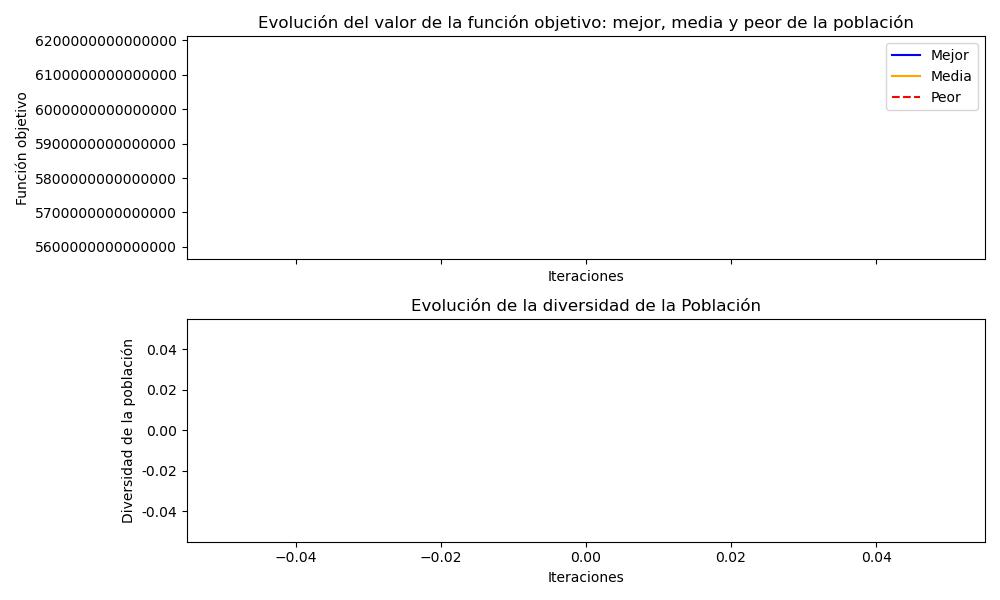 Evolución del valor de la función objetivo: mejor, media y peor de la población
6200000000000000
6100000000000000
6000000000000000
5900000000000000
5800000000000000
5700000000000000
5600000000000000
Función objetivo
Mejor
Media
Peor
Iteraciones
Evolución de la diversidad de la Población
0.04
0.02
0.00
-0.02
-0.04
Diversidad de la población
−0.04 −0.02 0.00 0.02 0.04
Iteraciones